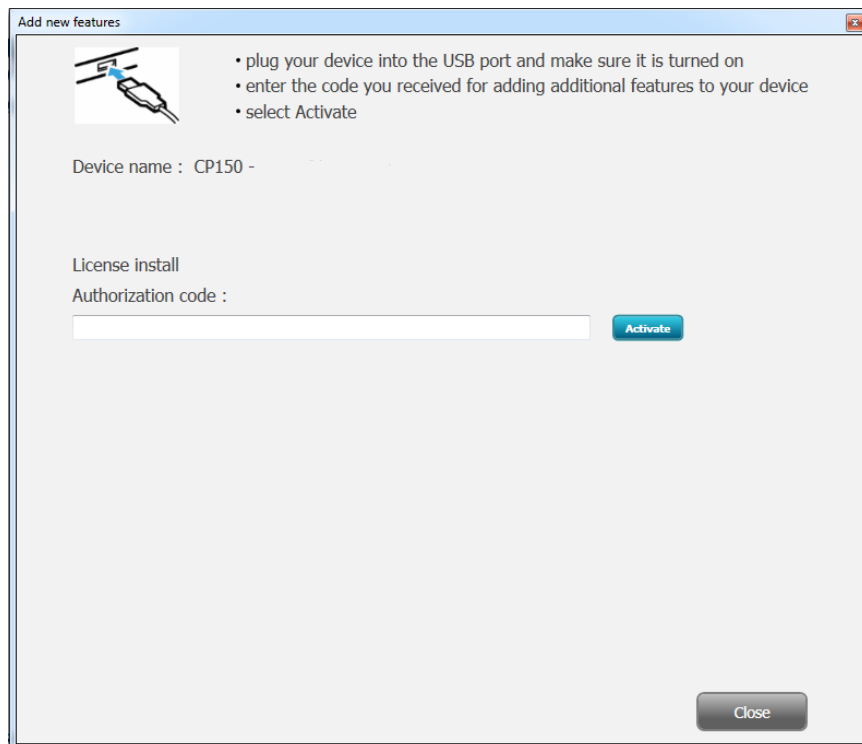 Add new features
• plug your device into the USB port and make sure it is turned on
• enter the code you received for adding additional features to your device
• select Activate
Device name : CP150 -
License install
Authorization code :
Activate
Close